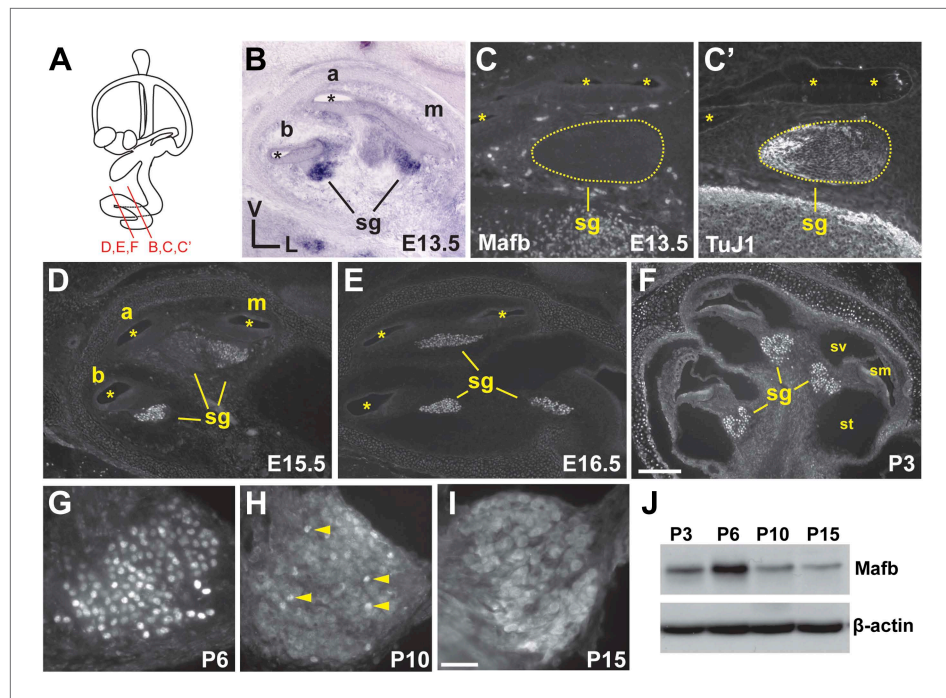 A
D,E,F B,C,C'
B
a
m
b
*
*
V
L
sg
E13.5
C
*
*
*
sg
Mafb
E13.5
C'
*
*
*
sg
TuJ1
D
a
m
*
*
b
*
sg
E15.5
E
*
*
*
sg
E16.5
F
sv
sm
sg
st
P3
G
P6
H
P10
I
P15
J
P3 P6 P10 P15
Mafb
β-actin